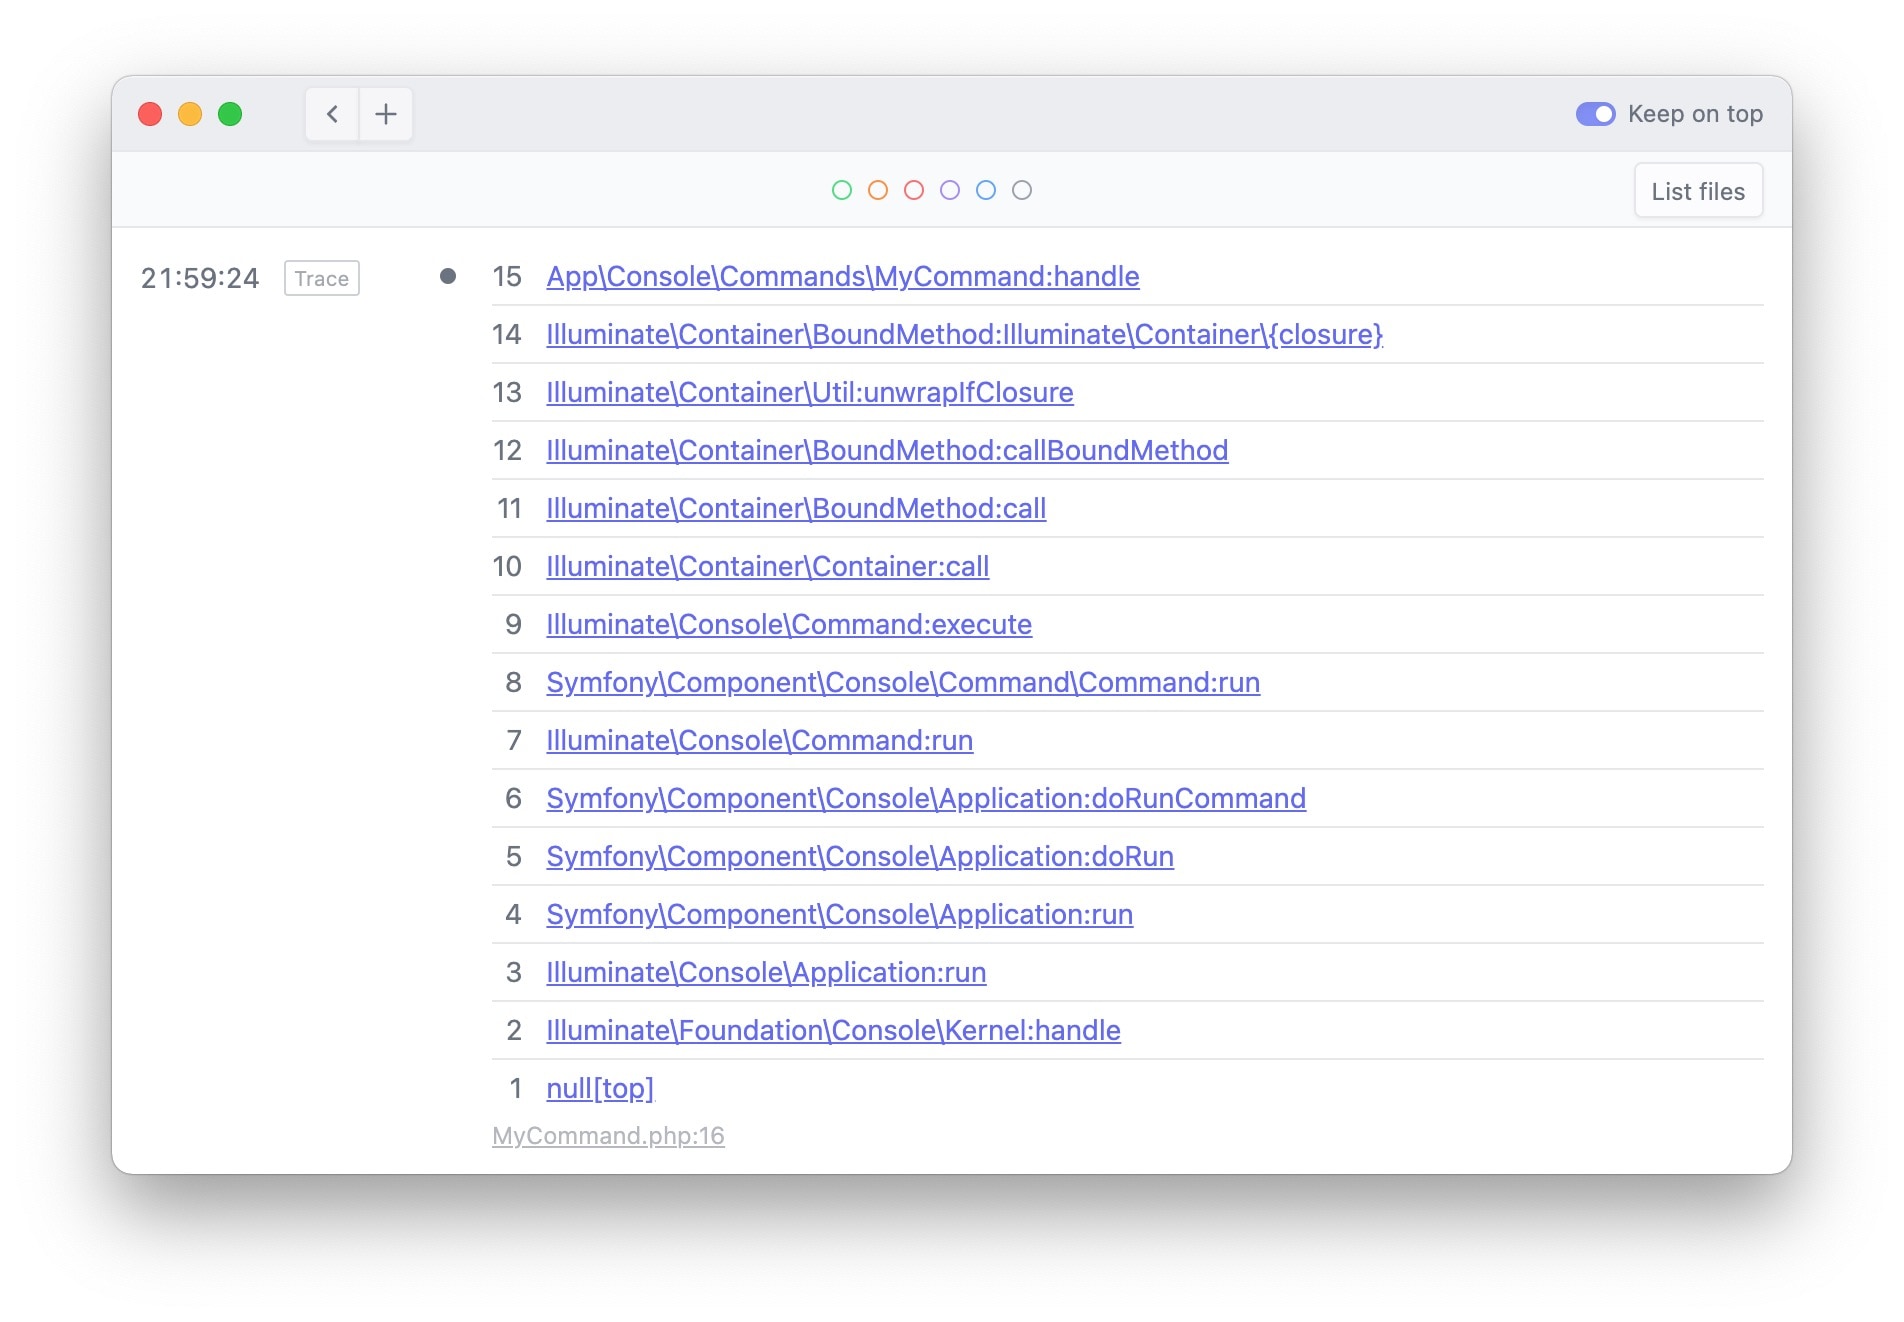 Keep on top
List files
21:59:24 Trace 15 App\Console\Commands\MyCommand:handle
14 Illuminate\Container\BoundMethod:Illuminate\Container\{closure}
13 Illuminate\Container\Util:unwrapIfClosure
12 Illuminate\Container\BoundMethod:callBoundMethod
11 Illuminate\Container\BoundMethod:call
10 Illuminate\Container\Container:call
9 Illuminate\Console\Command:execute
8 Symfony\Component\Console\Command\Command:run
7 Illuminate\Console\Command:run
6 Symfony\Component\Console\Application:doRunCommand
5 Symfony\Component\Console\Application:doRun
4 Symfony\Component\Console\Application:run
3 Illuminate\Console\Application:run
2 Illuminate\Foundation\Console\Kernel:handle
1 null[top]
MyCommand.php:16